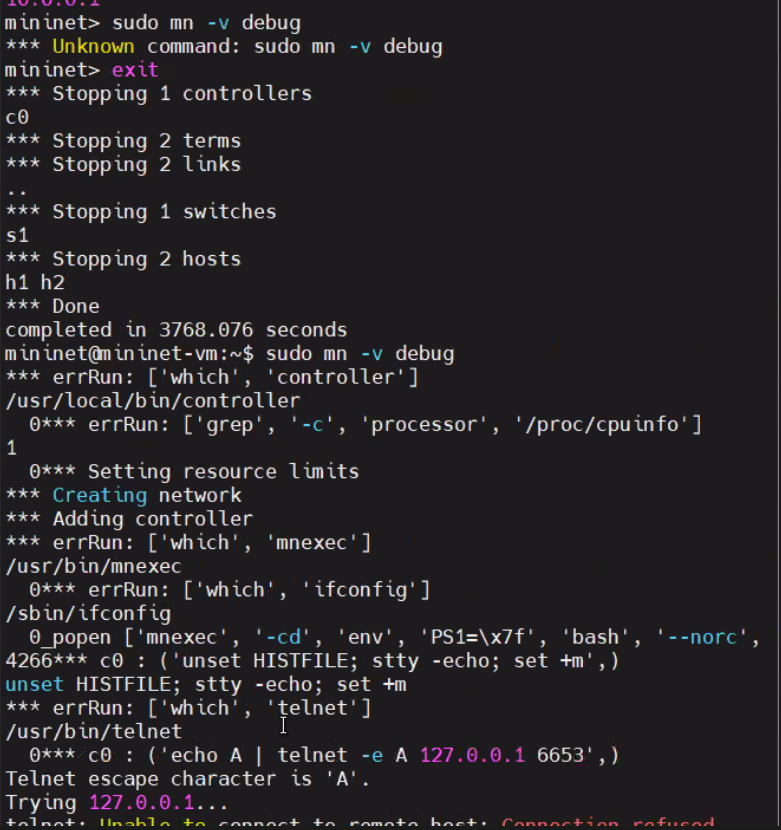 10.0.0.1
mininet> sudo mn -v debug
*** Unknown command: sudo mn -v debug
mininet> exit
*** Stopping 1 controllers
c0
*** Stopping 2 terms
*** Stopping 2 links
..
*** Stopping 1 switches
s1
*** Stopping 2 hosts
h1 h2
*** Done
completed in 3768.076 seconds
mininet@mininet-vm:~$ sudo mn -v debug
*** errRun: ['which', 'controller']
/usr/local/bin/controller
  0*** errRun: ['grep', '-c', 'processor', '/proc/cpuinfo']
1
  0*** Setting resource limits
*** Creating network
*** Adding controller
*** errRun: ['which', 'mnexec']
/usr/bin/mnexec
  0*** errRun: ['which', 'ifconfig']
/sbin/ifconfig
  0_popen ['mnexec', '-cd', 'env', 'PS1=\x7f', 'bash', '--norc',
4266*** c0 : ('unset HISTFILE; stty -echo; set +m',)
unset HISTFILE; stty -echo; set +m
*** errRun: ['which', 'telnet']
/usr/bin/telnet
  0*** c0 : ('echo A | telnet -e A 127.0.0.1 6653',)
Telnet escape character is 'A'.
Trying 127.0.0.1...
telnet: Unable to connect to remote host: Connection refused